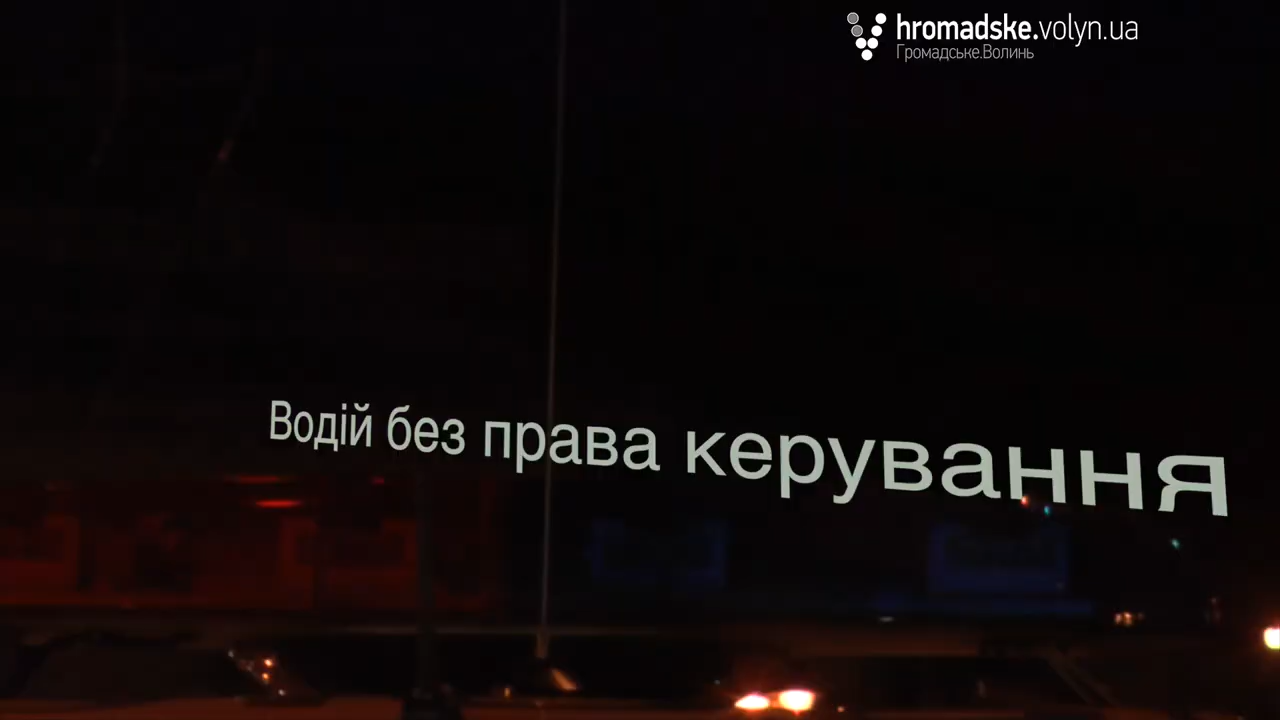 hromadske.volyn.ua
Громадське.Волинь
Водій без права керування